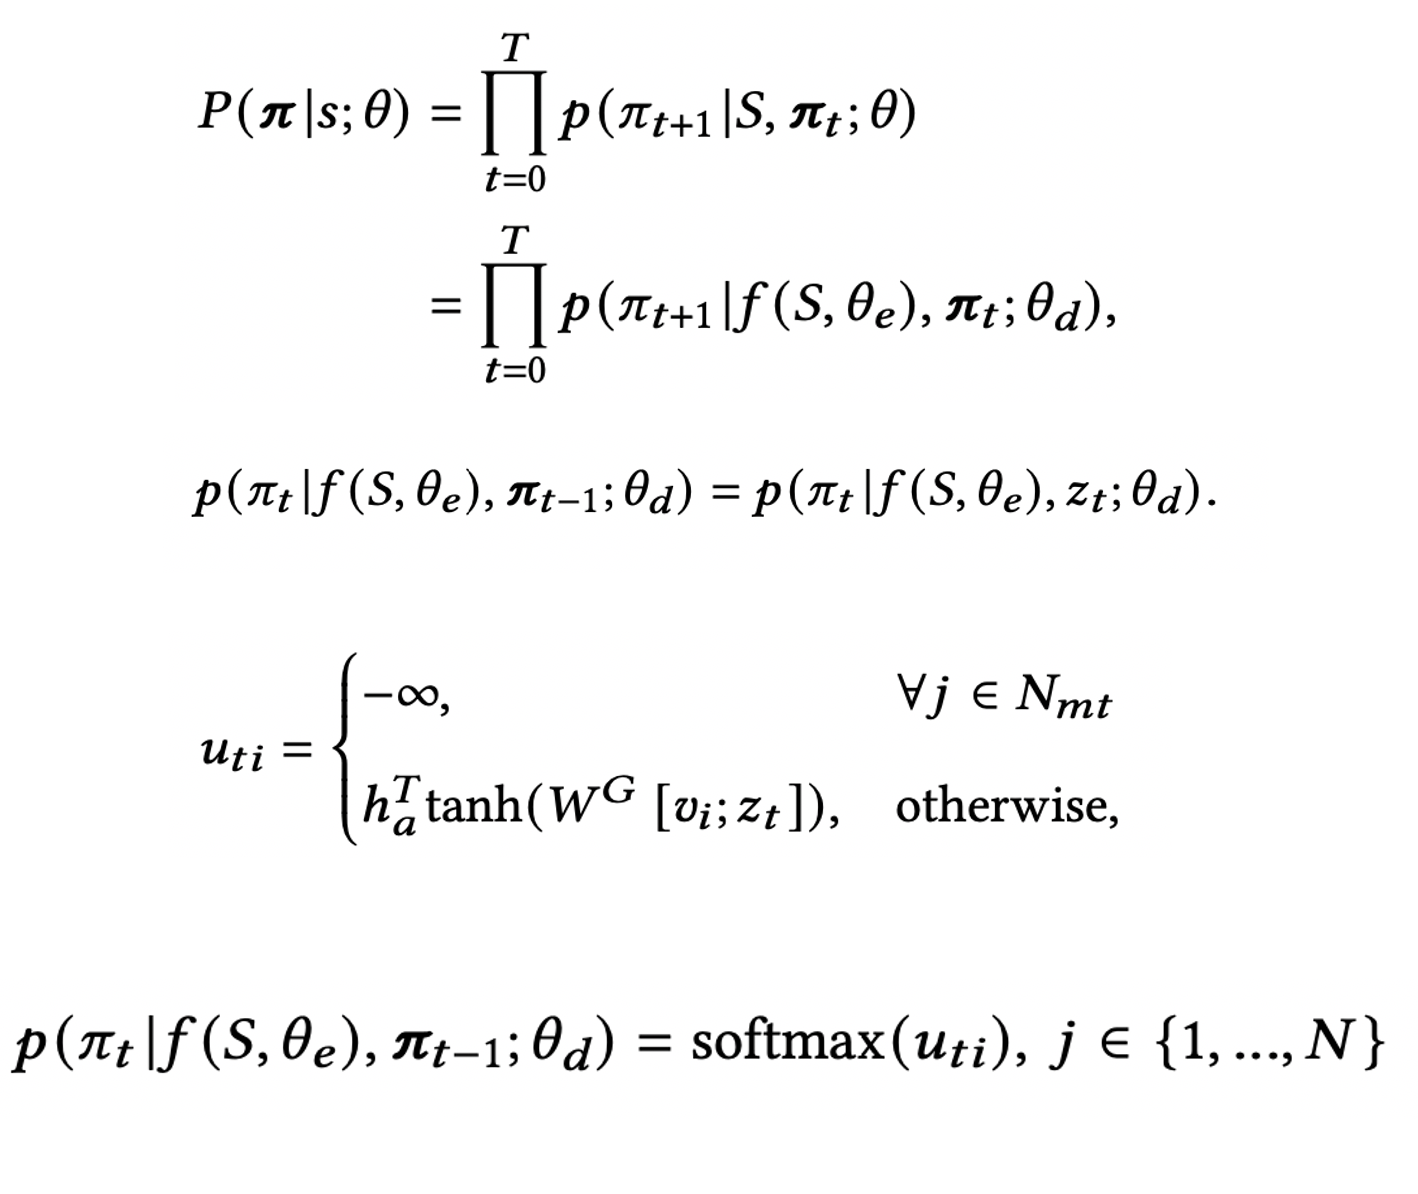 P(π|s; θ) = ∏_{t=0}^{T} p(π_{t+1}|S, π_t; θ)
= ∏_{t=0}^{T} p(π_{t+1}|f(S, θ_e), π_t; θ_d),
p(π_t|f(S, θ_e), π_{t−1}; θ_d) = p(π_t|f(S, θ_e), z_t; θ_d).
u_{ti} = { −∞, ∀j ∈ N_{mt}
h_a^T tanh(W^G [v_i; z_t]), otherwise,
p(π_t|f(S, θ_e), π_{t−1}; θ_d) = softmax(u_{ti}), j ∈ {1, ..., N}